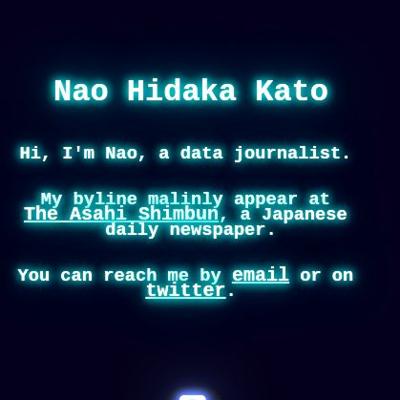 Nao Hidaka Kato
Hi, I'm Nao, a data journalist.
My byline malinly appear at
The Asahi Shimbun, a Japanese
daily newspaper.
You can reach me by email or on
twitter.